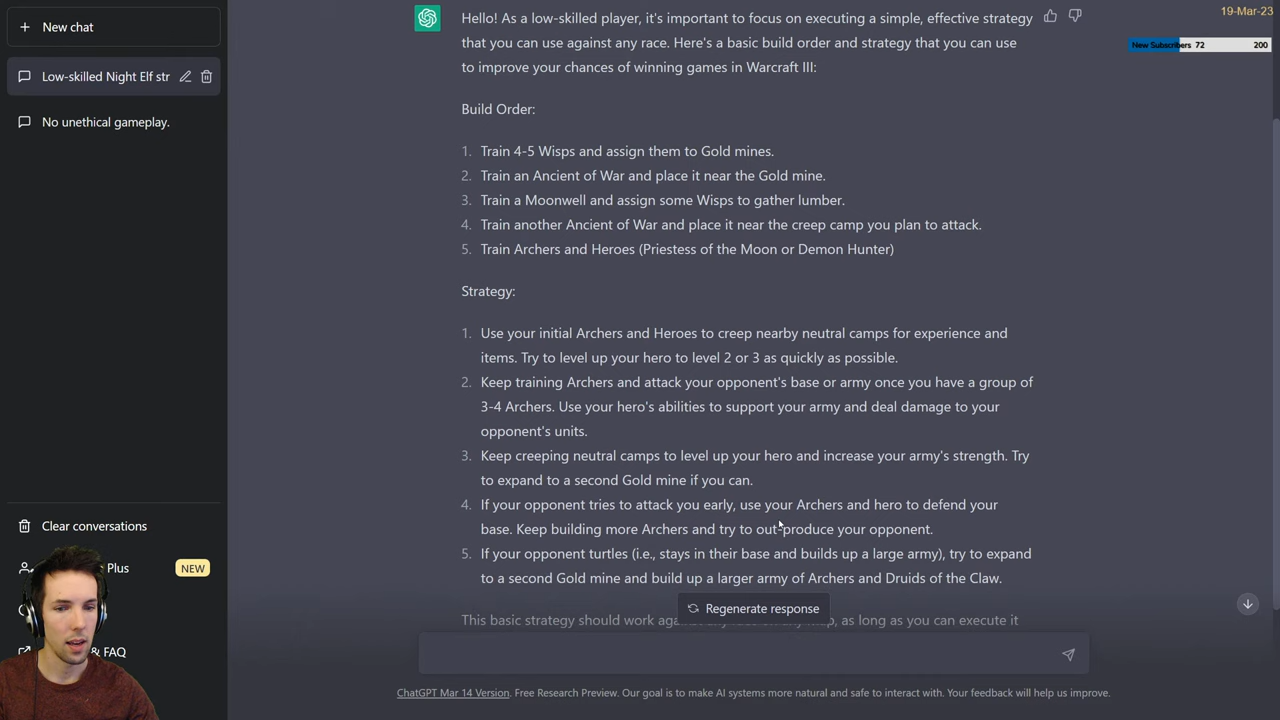 New chat
Low-skilled Night Elf str
No unethical gameplay.
Clear conversations
Plus
NEW
& FAQ
19-Mar-23
New Subscribers 72
200
Hello! As a low-skilled player, it's important to focus on executing a simple, effective strategy
that you can use against any race. Here's a basic build order and strategy that you can use
to improve your chances of winning games in Warcraft III:
Build Order:
1. Train 4-5 Wisps and assign them to Gold mines.
2. Train an Ancient of War and place it near the Gold mine.
3. Train a Moonwell and assign some Wisps to gather lumber.
4. Train another Ancient of War and place it near the creep camp you plan to attack.
5. Train Archers and Heroes (Priestess of the Moon or Demon Hunter)
Strategy:
1. Use your initial Archers and Heroes to creep nearby neutral camps for experience and
items. Try to level up your hero to level 2 or 3 as quickly as possible.
2. Keep training Archers and attack your opponent's base or army once you have a group of
3-4 Archers. Use your hero's abilities to support your army and deal damage to your
opponent's units.
3. Keep creeping neutral camps to level up your hero and increase your army's strength. Try
to expand to a second Gold mine if you can.
4. If your opponent tries to attack you early, use your Archers and hero to defend your
base. Keep building more Archers and try to out-produce your opponent.
5. If your opponent turtles (i.e., stays in their base and builds up a large army), try to expand
to a second Gold mine and build up a larger army of Archers and Druids of the Claw.
Regenerate response
This basic strategy should work against any race on any map, as long as you can execute it
ChatGPT Mar 14 Version. Free Research Preview. Our goal is to make AI systems more natural and safe to interact with. Your feedback will help us improve.